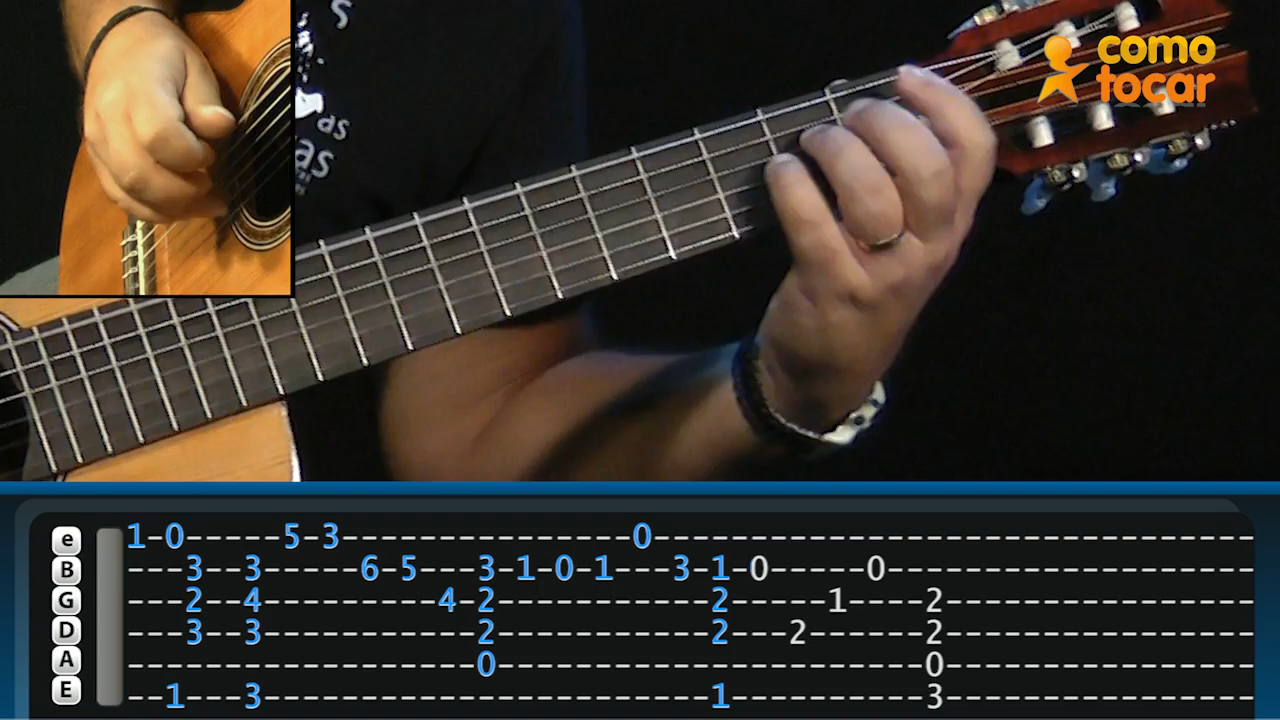 S
as
as
como
tocar
e 1-0-----5-3---------------0-------------------------------
B ---3--3-----6-5---3-1-0-1---3-1-0-----0-------------------
G ---2--4---------4-2-----------2-----1----2----------------
D ---3--3-----------2-----------2---2------2----------------
A ------------------0----------------------0----------------
E --1---3-----------------------1----------3----------------